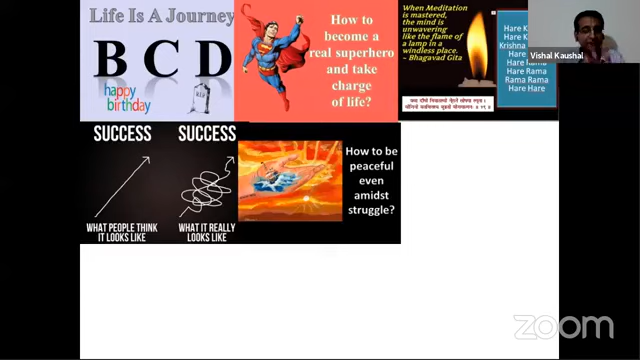 Life Is A Journey
B C D
happy
birthday
R.I.P
How to
become a
real superhero
and take
charge
of life?
When Meditation
is mastered,
the mind is
unwavering
like the flame of
a lamp in a
windless place.
~ Bhagavad Gita
Hare K
Hare K
Krishna
Hare
Hare Rama
Hare Rama
Rama Rama
Hare Hare
Vishal Kaushal
SUCCESS
WHAT PEOPLE THINK
IT LOOKS LIKE
SUCCESS
WHAT IT REALLY
LOOKS LIKE
How to be
peaceful
even
amidst
struggle?
zoom